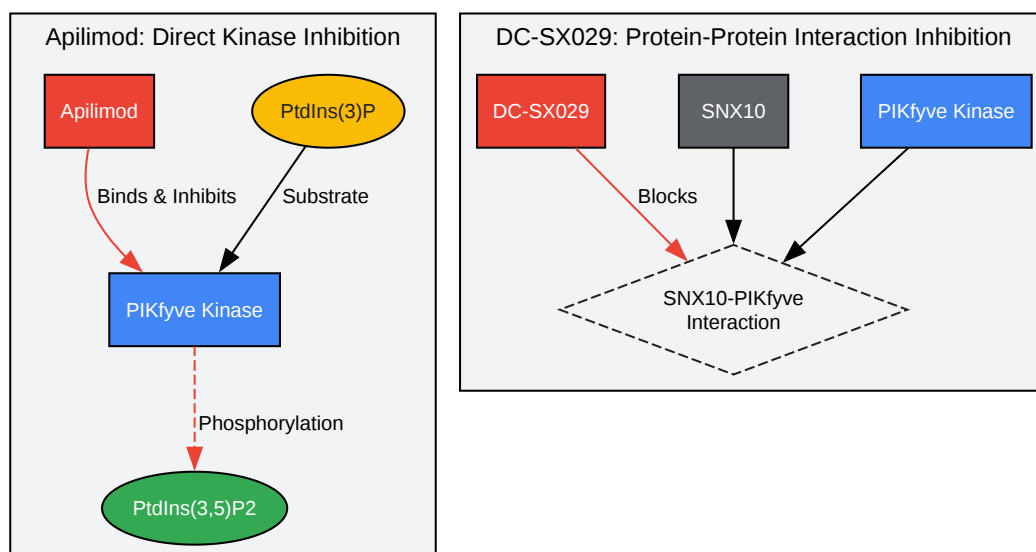 Apilimod: Direct Kinase Inhibition
Apilimod
PtdIns(3)P
Binds & Inhibits
Substrate
PIKfyve Kinase
Phosphorylation
PtdIns(3,5)P2
DC-SX029: Protein-Protein Interaction Inhibition
DC-SX029
SNX10
PIKfyve Kinase
Blocks
SNX10-PIKfyve
Interaction